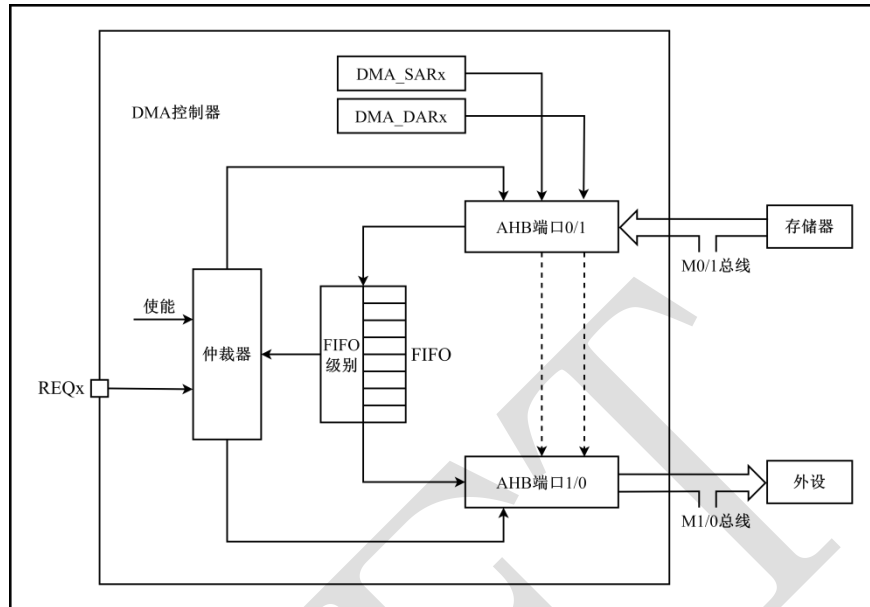 DMA_SARx
DMA控制器
DMA_DARx
AHB端口0/1
存储器
M0/1总线
使能
仲裁器
FIFO
级别
FIFO
REQx
AHB端口1/0
外设
M1/0总线